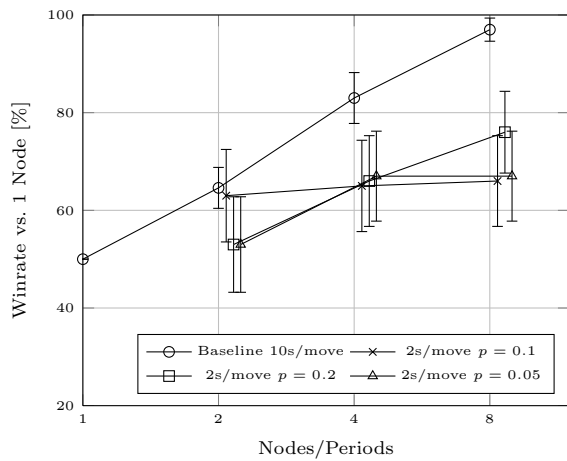 100
80
60
40
20
Winrate vs. 1 Node [%]
Baseline 10s/move 2s/move p = 0.1
2s/move p = 0.2 2s/move p = 0.05
1 2 4 8
Nodes/Periods